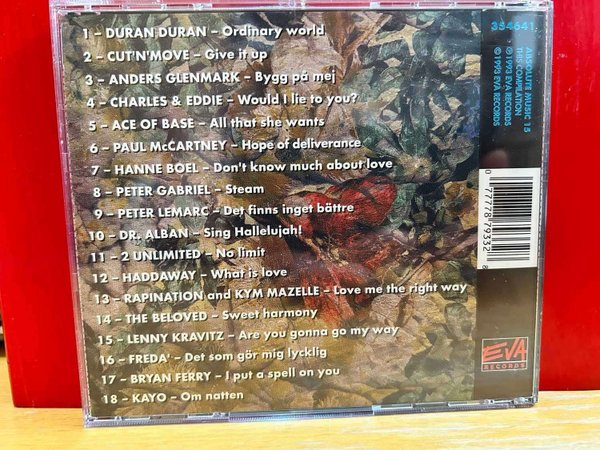 1 – DURAN DURAN – Ordinary world
2 – CUT'N'MOVE – Give it up
3 – ANDERS GLENMARK – Bygg på mej
4 – CHARLES & EDDIE – Would I lie to you?
5 – ACE OF BASE – All that she wants
6 – PAUL McCARTNEY – Hope of deliverance
7 – HANNE BOEL – Don't know much about love
8 – PETER GABRIEL – Steam
9 – PETER LEMARC – Det finns inget bättre
10 – DR. ALBAN – Sing Hallelujah!
11 – 2 UNLIMITED – No limit
12 – HADDAWAY – What is love
13 – RAPINATION and KYM MAZELLE – Love me the right way
14 – THE BELOVED – Sweet harmony
15 – LENNY KRAVITZ – Are you gonna go my way
16 – FREDA' – Det som gör mig lycklig
17 – BRYAN FERRY – I put a spell on you
18 – KAYO – Om natten
354641
ABSOLUTE MUSIC 15
THIS COMPILATION
℗ 1993 EVA RECORDS
© 1993 EVA RECORDS
0 77778 79332 8
EVA
RECORDS